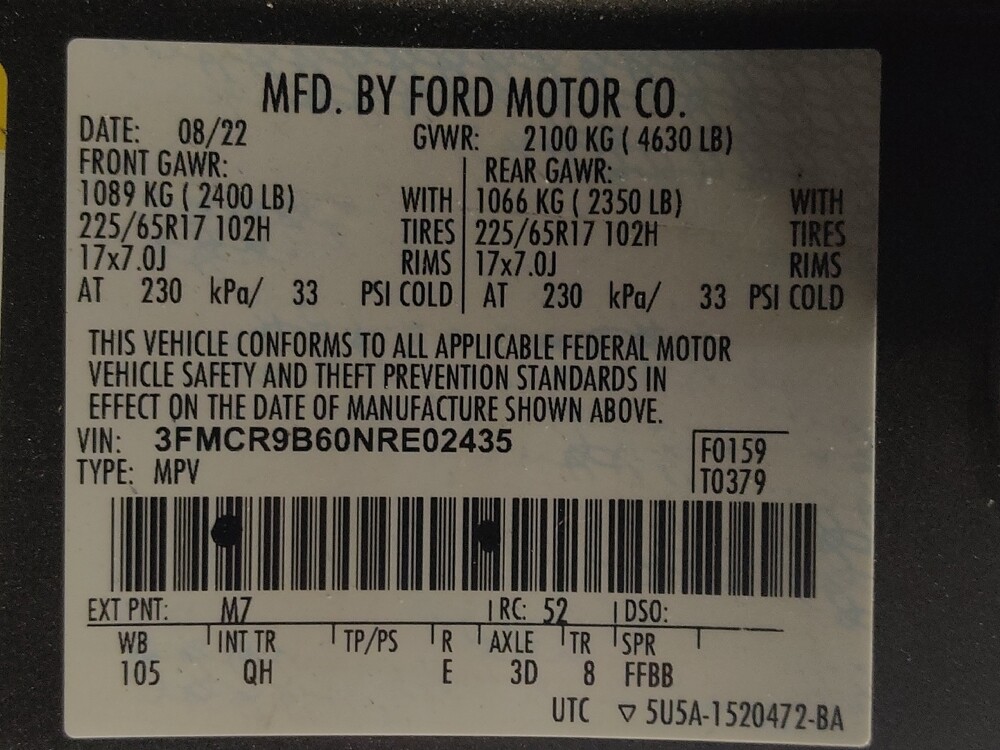 MFD. BY FORD MOTOR CO.
DATE: 08/22 GVWR: 2100 KG ( 4630 LB)
FRONT GAWR: REAR GAWR:
1089 KG ( 2400 LB) WITH 1066 KG ( 2350 LB) WITH
225/65R17 102H TIRES 225/65R17 102H TIRES
17x7.0J RIMS 17x7.0J RIMS
AT 230 kPa/ 33 PSI COLD AT 230 kPa/ 33 PSI COLD
THIS VEHICLE CONFORMS TO ALL APPLICABLE FEDERAL MOTOR
VEHICLE SAFETY AND THEFT PREVENTION STANDARDS IN
EFFECT ON THE DATE OF MANUFACTURE SHOWN ABOVE.
VIN: 3FMCR9B60NRE02435 F0159
TYPE: MPV T0379
EXT PNT: M7 RC: 52 DSO:
WB INT TR TP/PS R AXLE TR SPR
105 QH E 3D 8 FFBB
UTC ▽ 5U5A-1520472-BA